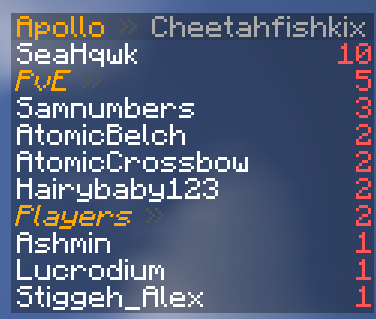 Apollo » Cheetahfishkix
SeaHqwk 10
PvE » 5
Samnumbers 3
AtomicBelch 2
AtomicCrossbow 2
Hairybaby123 2
Players » 2
Ashmin 1
Lucrodium 1
Stiggeh_Alex 1